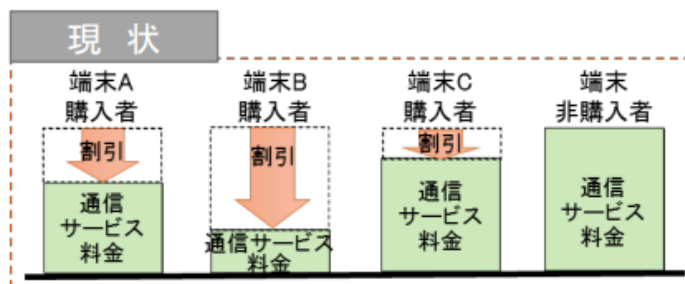 現 状
端末A
購入者
端末B
購入者
端末C
購入者
端末
非購入者
割引
割引
割引
通信
サービス
料金
通信サービス
料金
通信
サービス
料金
通信
サービス
料金